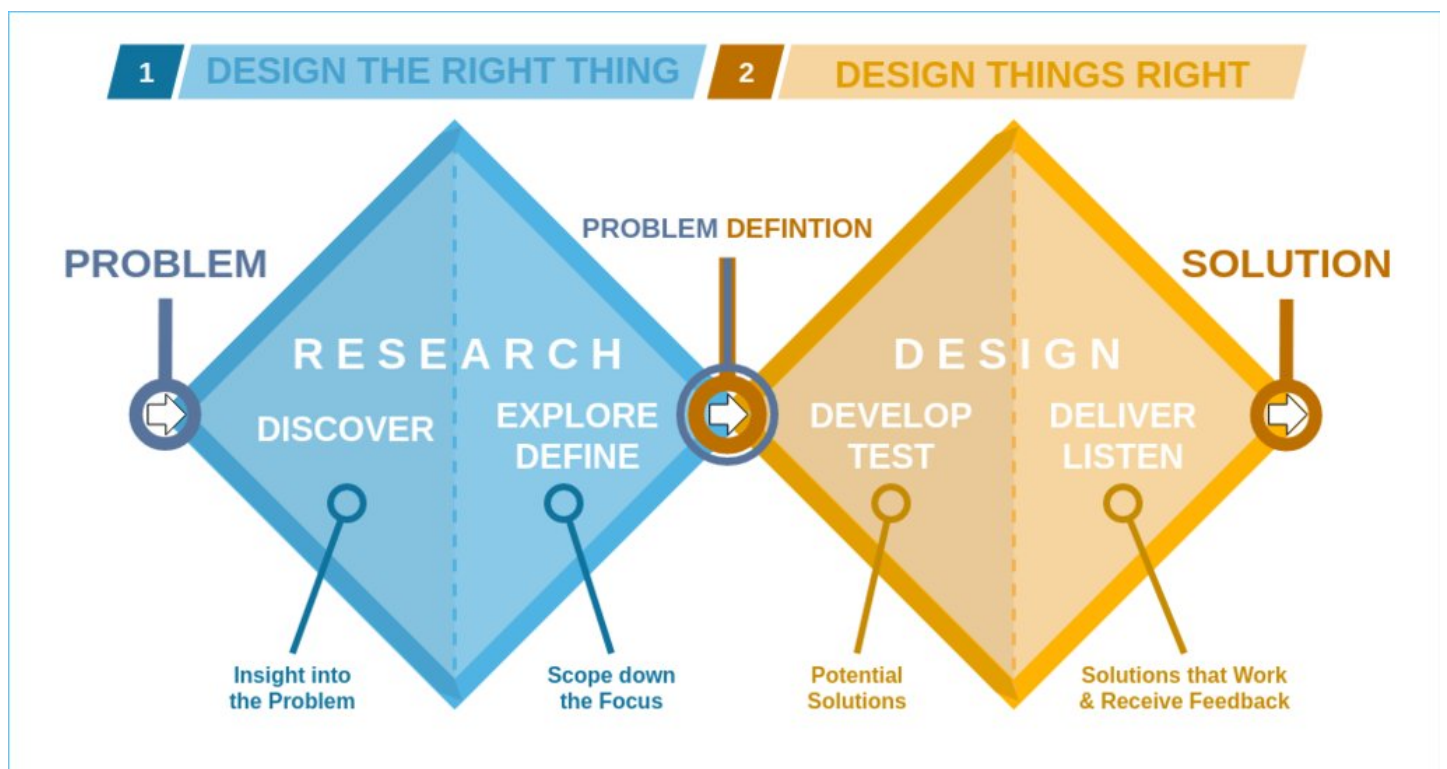 1 DESIGN THE RIGHT THING 2 DESIGN THINGS RIGHT
PROBLEM DEFINTION
PROBLEM
SOLUTION
RESEARCH
DISCOVER
EXPLORE
DEFINE
DESIGN
DEVELOP
TEST
DELIVER
LISTEN
Insight into
the Problem
Scope down
the Focus
Potential
Solutions
Solutions that Work
& Receive Feedback